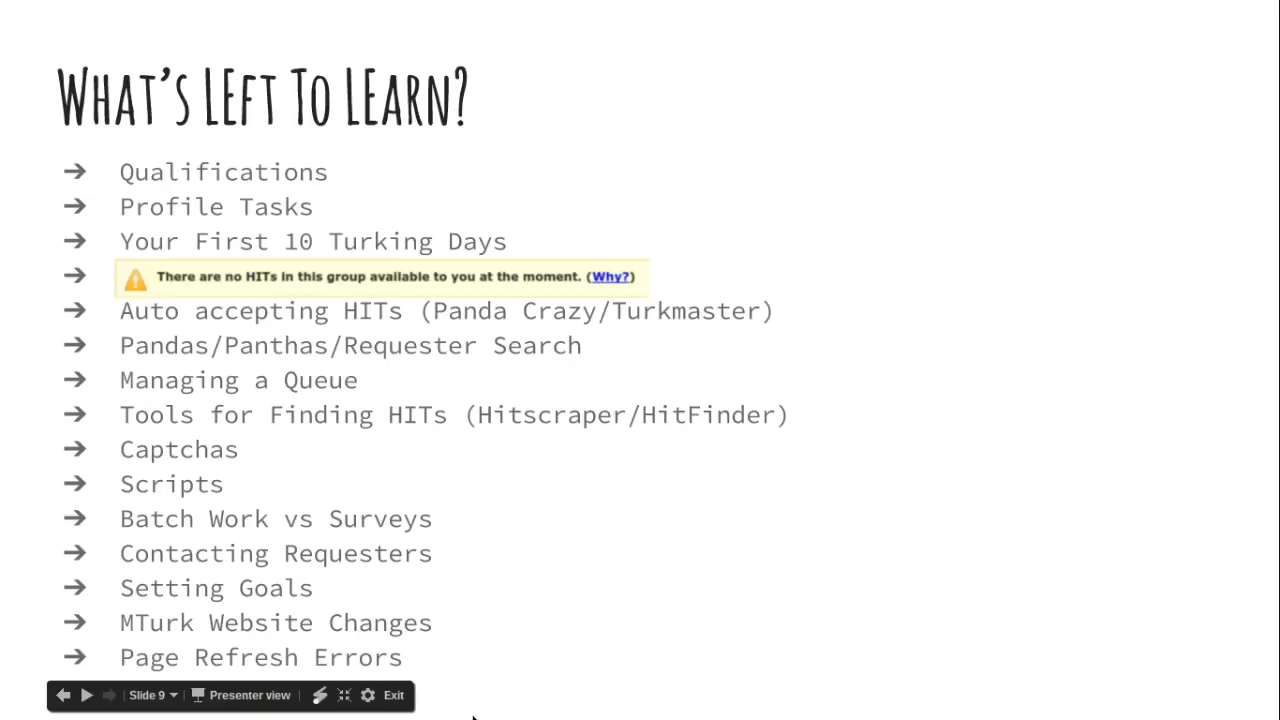 What's LEft To LEarn?
➔ Qualifications
➔ Profile Tasks
➔ Your First 10 Turking Days
➔ There are no HITs in this group available to you at the moment. (Why?)
➔ Auto accepting HITs (Panda Crazy/Turkmaster)
➔ Pandas/Panthas/Requester Search
➔ Managing a Queue
➔ Tools for Finding HITs (Hitscraper/HitFinder)
➔ Captchas
➔ Scripts
➔ Batch Work vs Surveys
➔ Contacting Requesters
➔ Setting Goals
➔ MTurk Website Changes
➔ Page Refresh Errors
Slide 9 Presenter view Exit